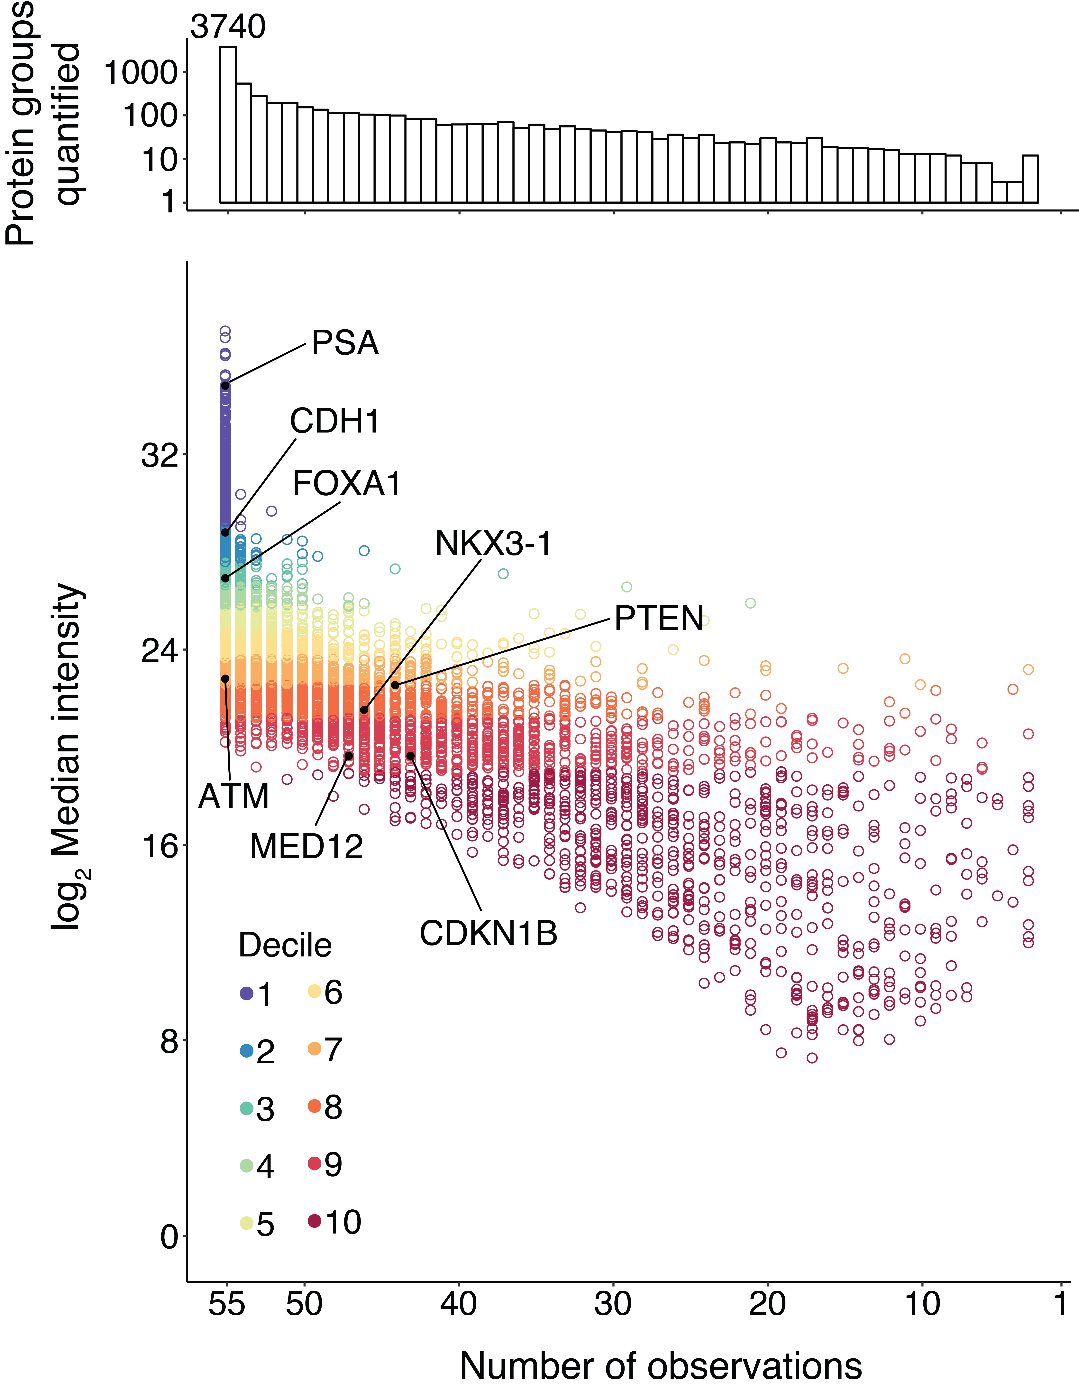 3740
Protein groups
quantified
1000
100
10
1
PSA
CDH1
FOXA1
NKX3-1
PTEN
ATM
MED12
CDKN1B
log2 Median intensity
32
24
16
8
0
Decile
1 6
2 7
3 8
4 9
5 10
55 50 40 30 20 10 1
Number of observations